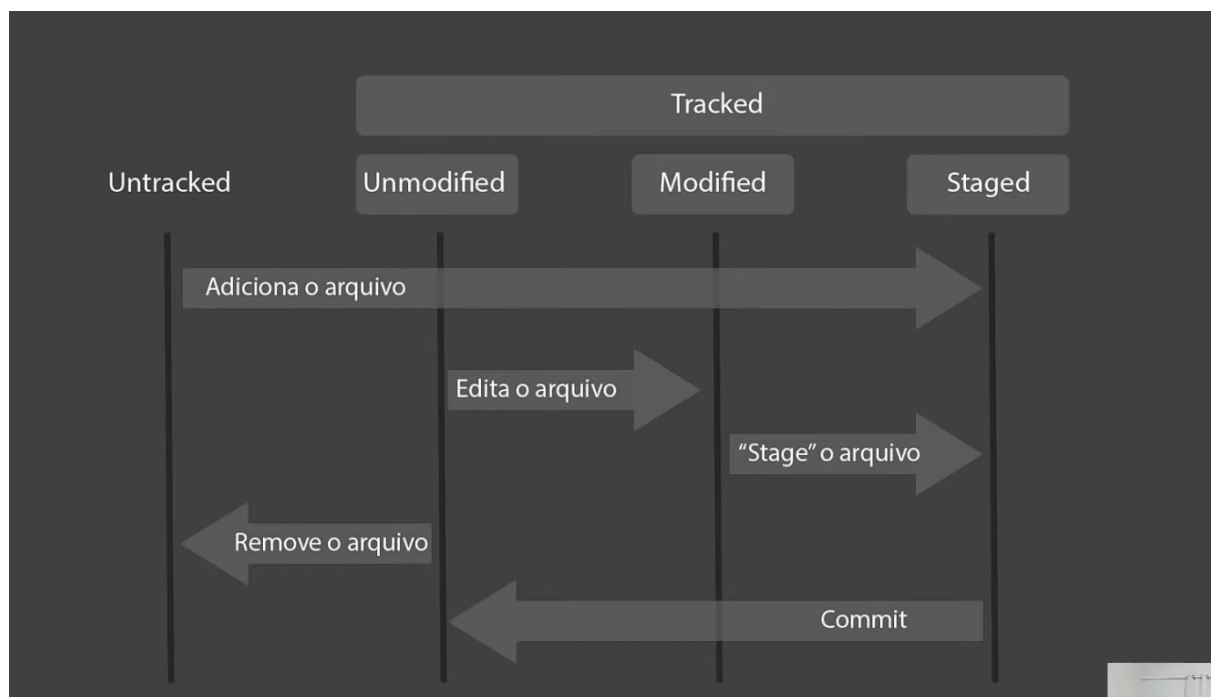 Tracked
Untracked
Unmodified
Modified
Staged
Adiciona o arquivo
Edita o arquivo
“Stage” o arquivo
Remove o arquivo
Commit